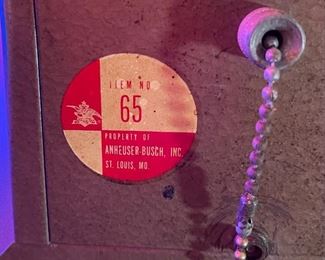 ITEM NO
65
PROPERTY OF
ANHEUSER-BUSCH, INC.
ST. LOUIS, MO.